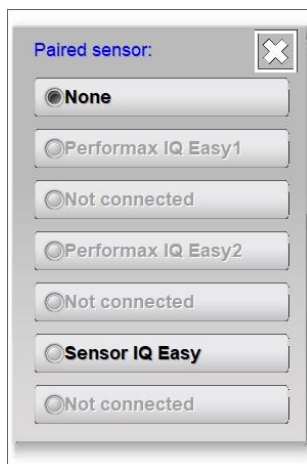 Paired sensor:
None
Performax IQ Easy1
Not connected
Performax IQ Easy2
Not connected
Sensor IQ Easy
Not connected